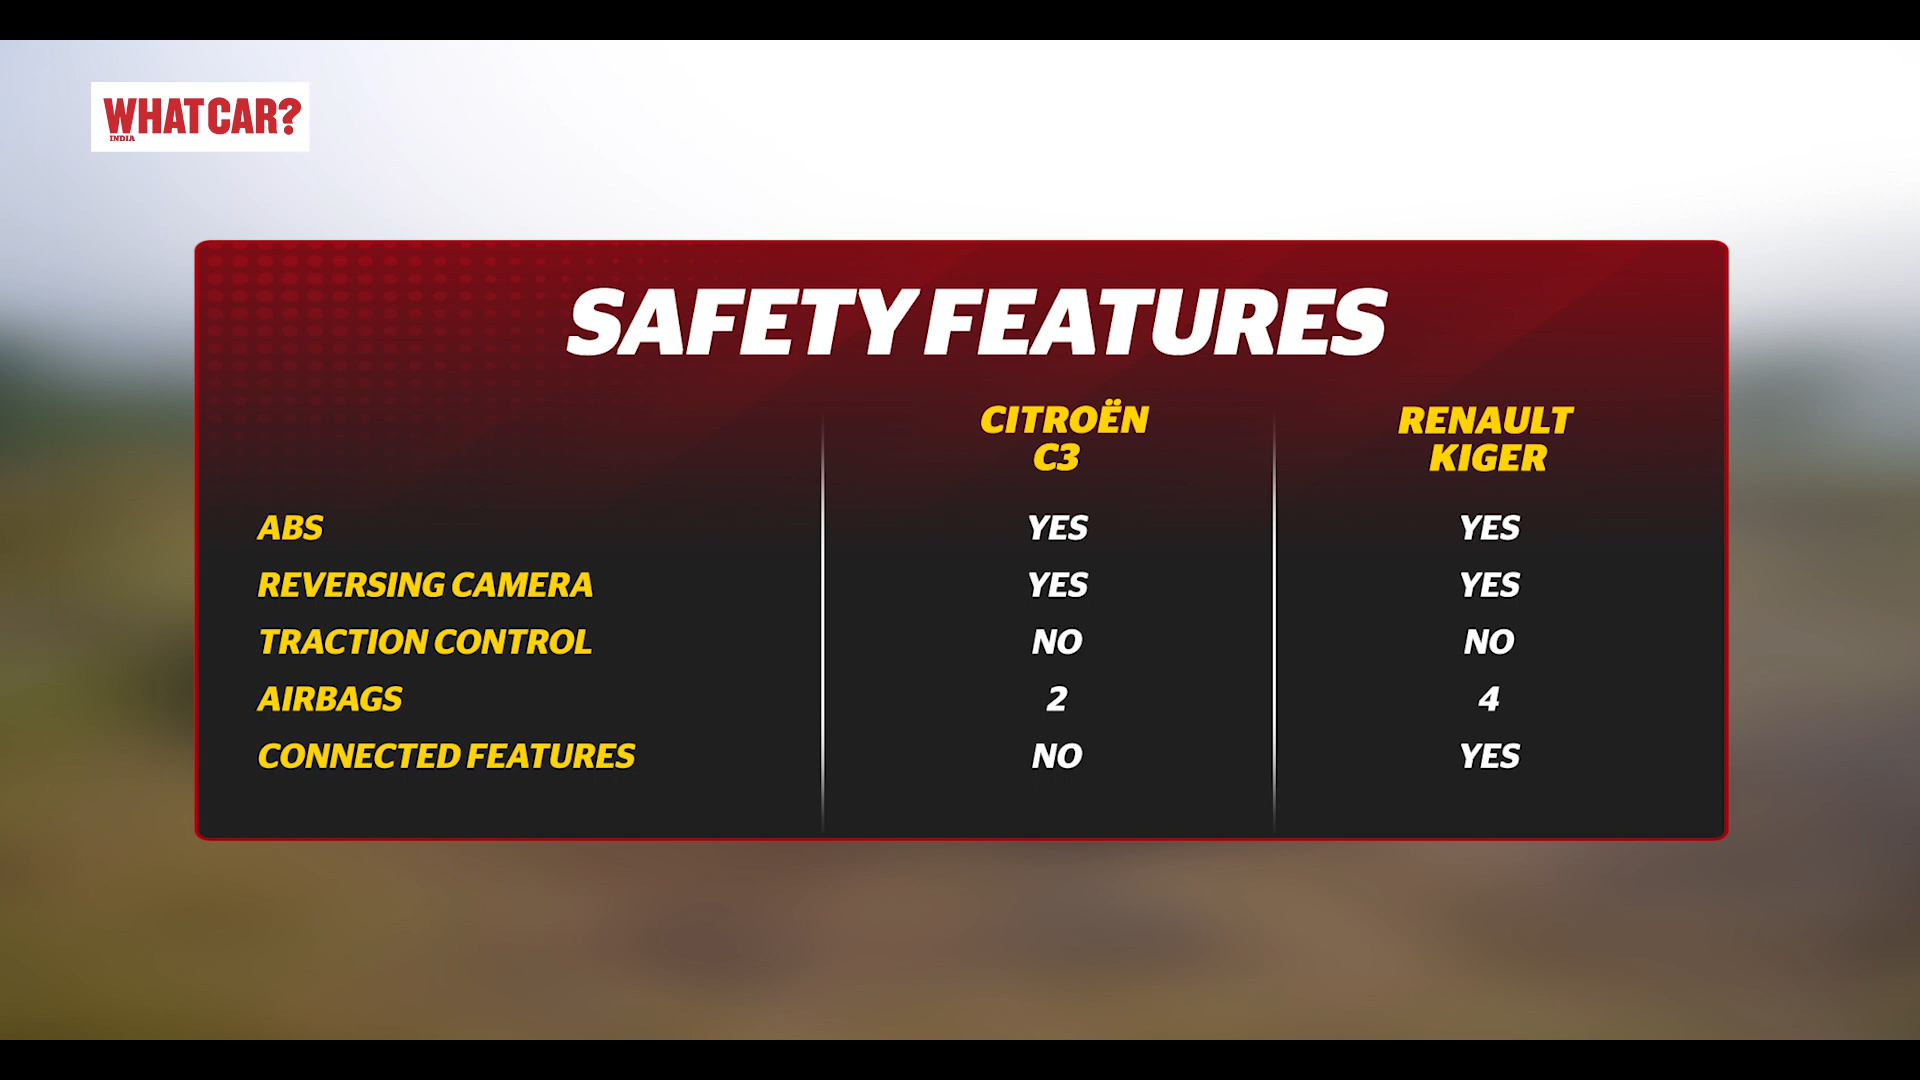 WHAT CAR?
INDIA
SAFETY FEATURES
CITROËN
C3
RENAULT
KIGER
ABS YES YES
REVERSING CAMERA YES YES
TRACTION CONTROL NO NO
AIRBAGS 2 4
CONNECTED FEATURES NO YES